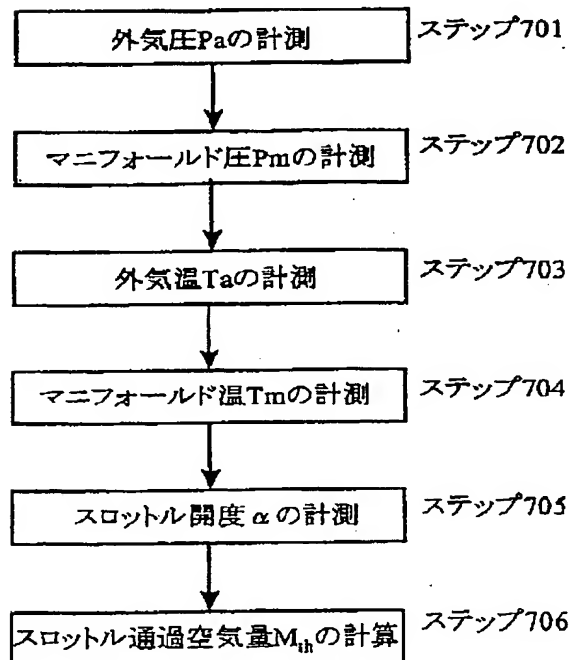 外気圧Paの計測 ステップ701
マニフォールド圧Pmの計測 ステップ702
外気温Taの計測 ステップ703
マニフォールド温Tmの計測 ステップ704
スロットル開度αの計測 ステップ705
スロットル通過空気量Mthの計算 ステップ706